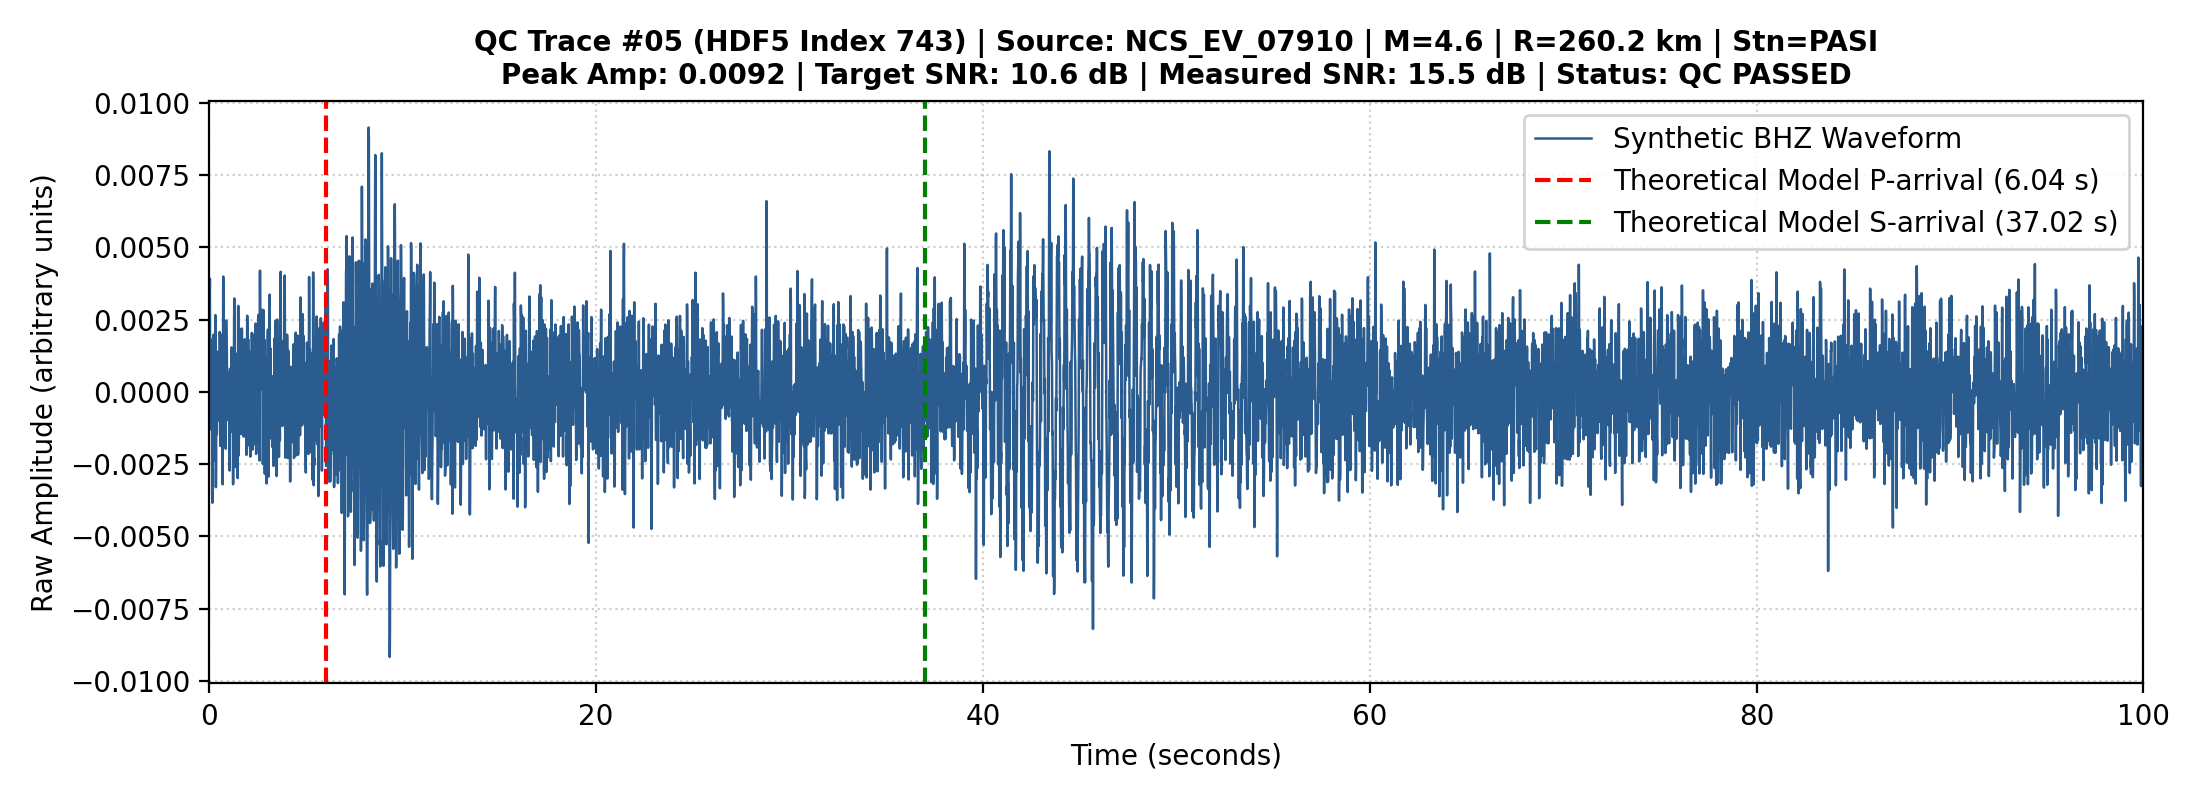 QC Trace #05 (HDF5 Index 743) | Source: NCS_EV_07910 | M=4.6 | R=260.2 km | Stn=PASI
Peak Amp: 0.0092 | Target SNR: 10.6 dB | Measured SNR: 15.5 dB | Status: QC PASSED
Raw Amplitude (arbitrary units)
0.0100
0.0075
0.0050
0.0025
0.0000
−0.0025
−0.0050
−0.0075
−0.0100
Synthetic BHZ Waveform
Theoretical Model P-arrival (6.04 s)
Theoretical Model S-arrival (37.02 s)
0 20 40 60 80 100
Time (seconds)